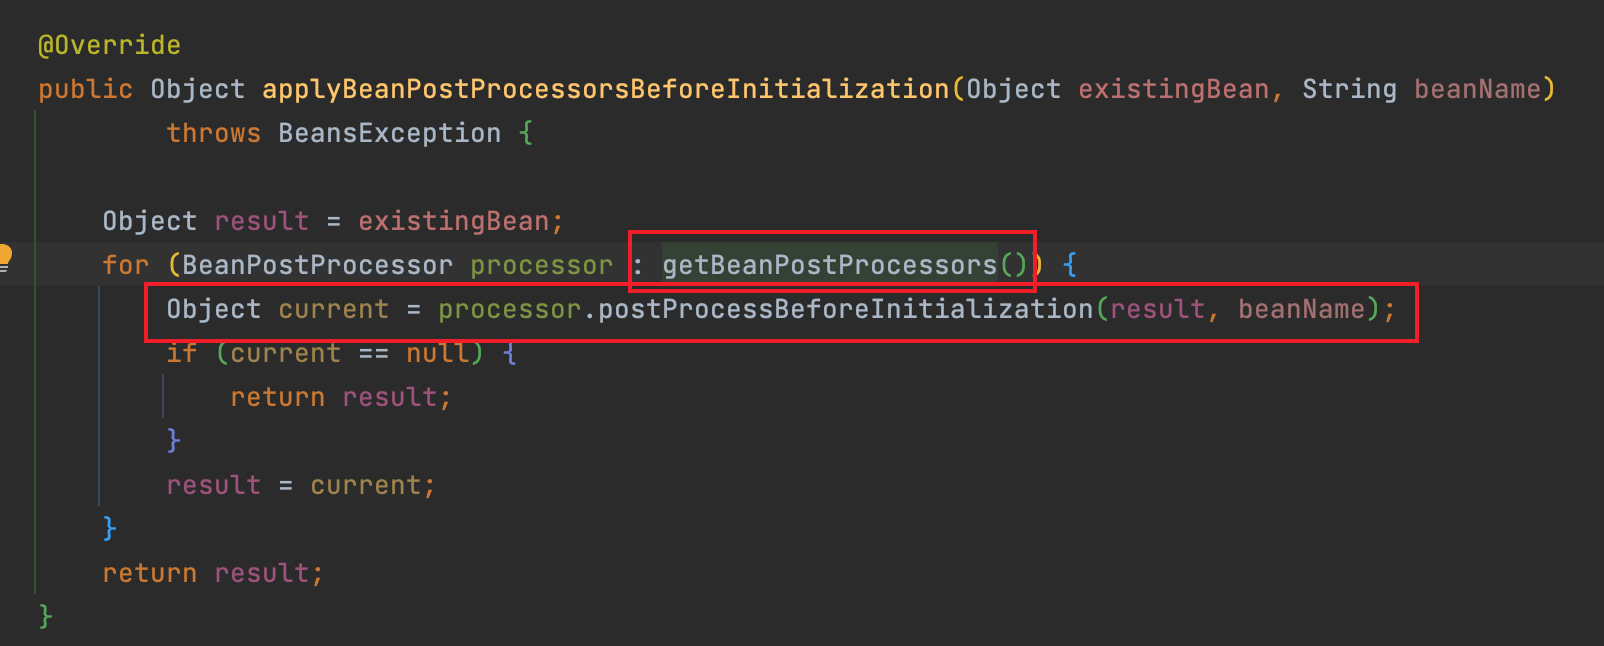 @Override
public Object applyBeanPostProcessorsBeforeInitialization(Object existingBean, String beanName)
        throws BeansException {
    Object result = existingBean;
    for (BeanPostProcessor processor : getBeanPostProcessors()) {
        Object current = processor.postProcessBeforeInitialization(result, beanName);
        if (current == null) {
            return result;
        }
        result = current;
    }
    return result;
}